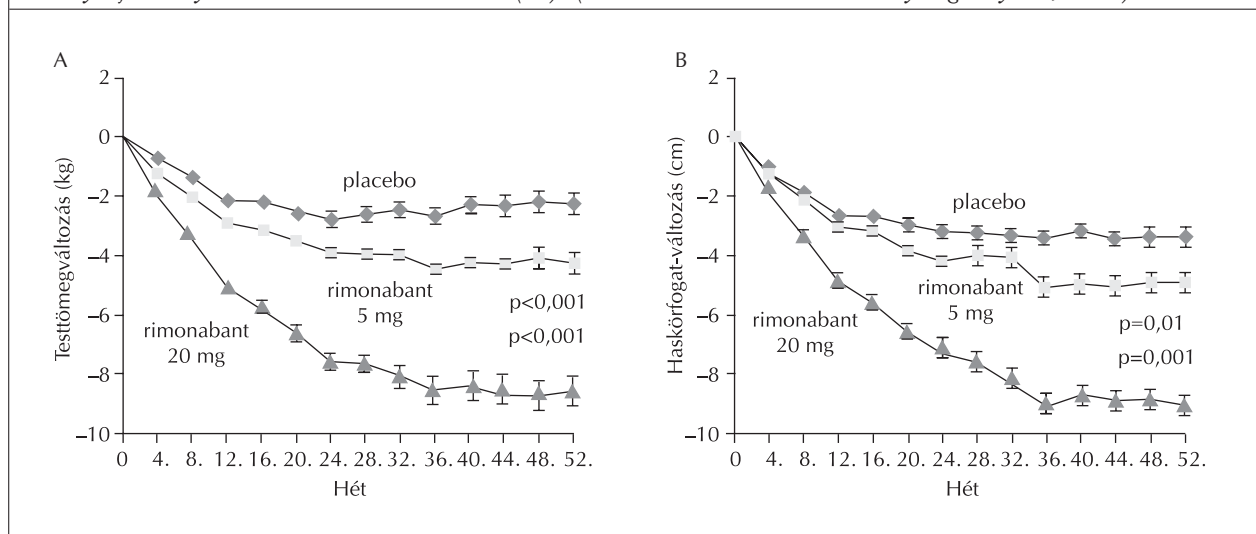 A
2
0
–2
–4
–6
–8
–10
Testtömegváltozás (kg)
placebo
rimonabant
5 mg
p<0,001
p<0,001
rimonabant
20 mg
0 4. 8. 12. 16. 20. 24. 28. 32. 36. 40. 44. 48. 52.
Hét
B
2
0
–2
–4
–6
–8
–10
Haskörfogat-változás (cm)
placebo
rimonabant
5 mg
p=0,01
p=0,001
rimonabant
20 mg
0 4. 8. 12. 16. 20. 24. 28. 32. 36. 40. 44. 48. 52.
Hét